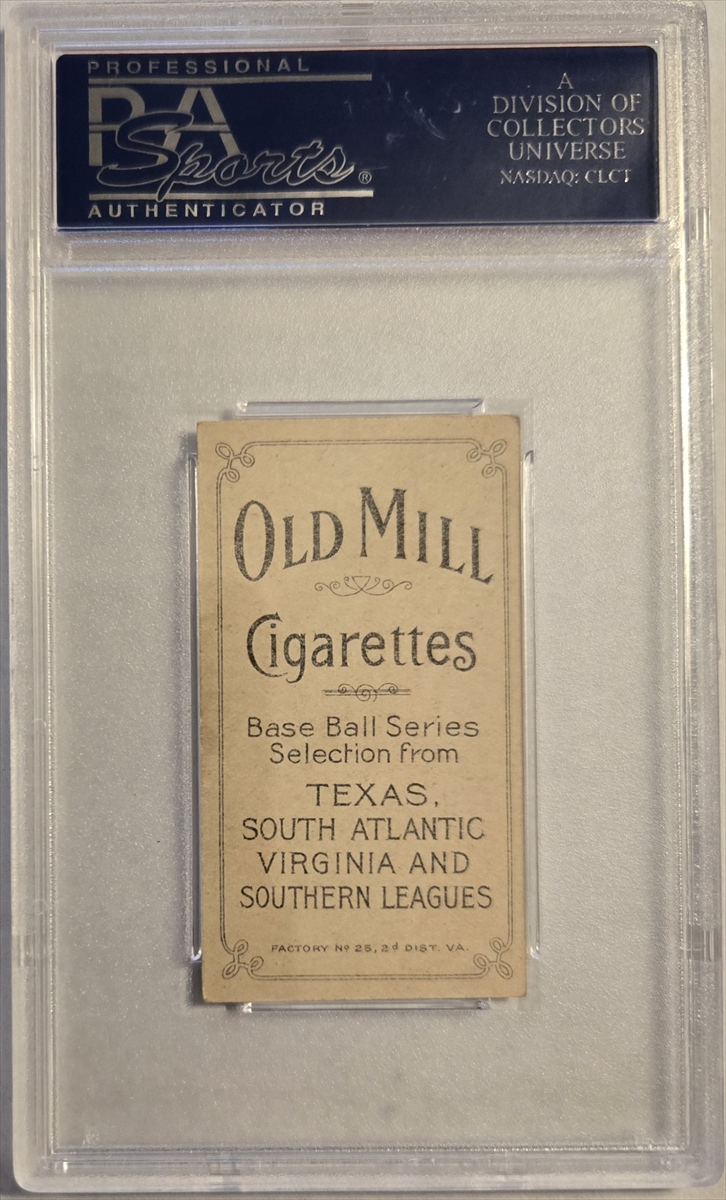 PROFESSIONAL
PSA
Sports®
AUTHENTICATOR
A
DIVISION OF
COLLECTORS
UNIVERSE
NASDAQ: CLCT
OLD MILL
Cigarettes
Base Ball Series
Selection from
TEXAS,
SOUTH ATLANTIC
VIRGINIA AND
SOUTHERN LEAGUES
FACTORY No 25, 2d DIST. VA.